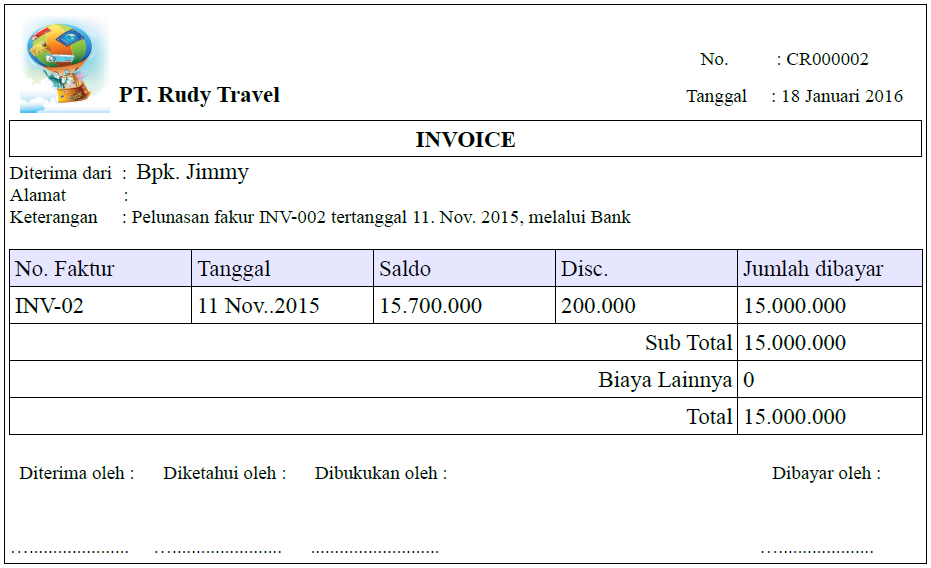 No. : CR000002
PT. Rudy Travel
Tanggal : 18 Januari 2016
INVOICE
Diterima dari : Bpk. Jimmy
Alamat :
Keterangan : Pelunasan fakur INV-002 tertanggal 11. Nov. 2015, melalui Bank
No. Faktur Tanggal Saldo Disc. Jumlah dibayar
INV-02 11 Nov..2015 15.700.000 200.000 15.000.000
Sub Total 15.000.000
Biaya Lainnya 0
Total 15.000.000
Diterima oleh : Diketahui oleh : Dibukukan oleh : Dibayar oleh :
…..................... …....................... ........................... …....................